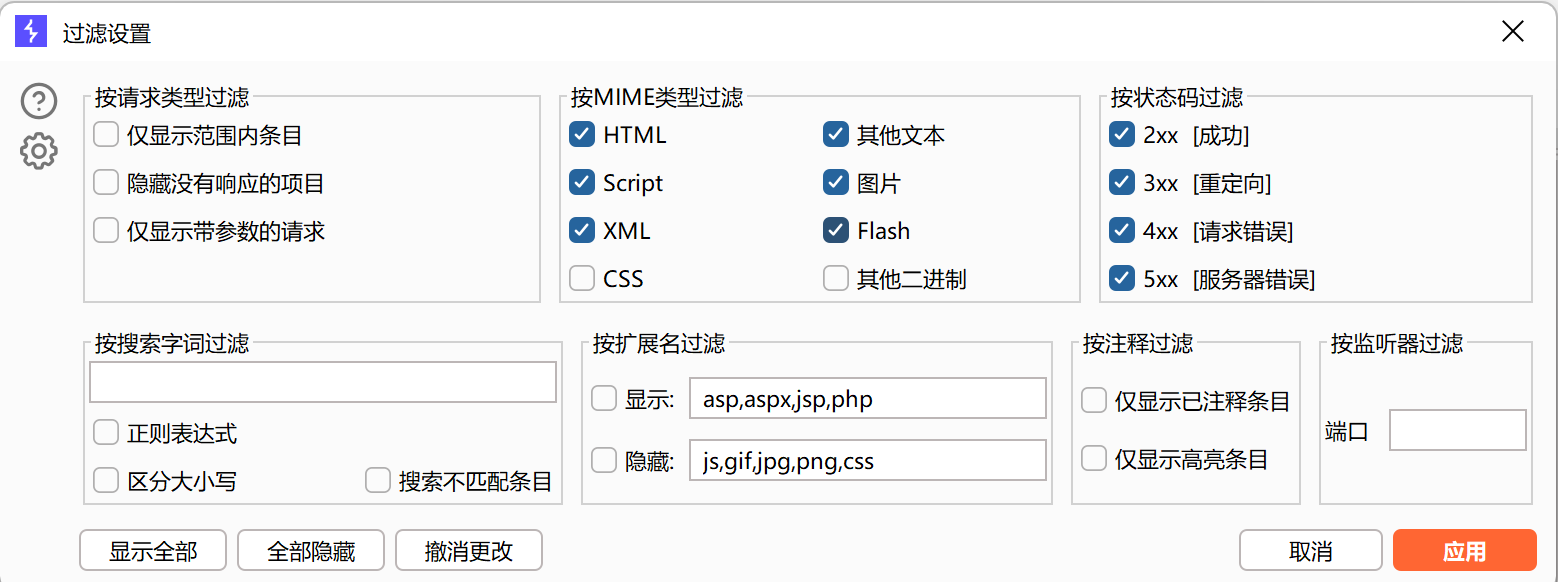 过滤设置
按请求类型过滤
仅显示范围内条目
隐藏没有响应的项目
仅显示带参数的请求
按MIME类型过滤
HTML
其他文本
Script
图片
XML
Flash
CSS
其他二进制
按状态码过滤
2xx [成功]
3xx [重定向]
4xx [请求错误]
5xx [服务器错误]
按搜索字词过滤
正则表达式
区分大小写
搜索不匹配条目
按扩展名过滤
显示: asp,aspx,jsp,php
隐藏: js,gif,jpg,png,css
按注释过滤
仅显示已注释条目
仅显示高亮条目
按监听器过滤
端口
显示全部
全部隐藏
撤消更改
取消
应用